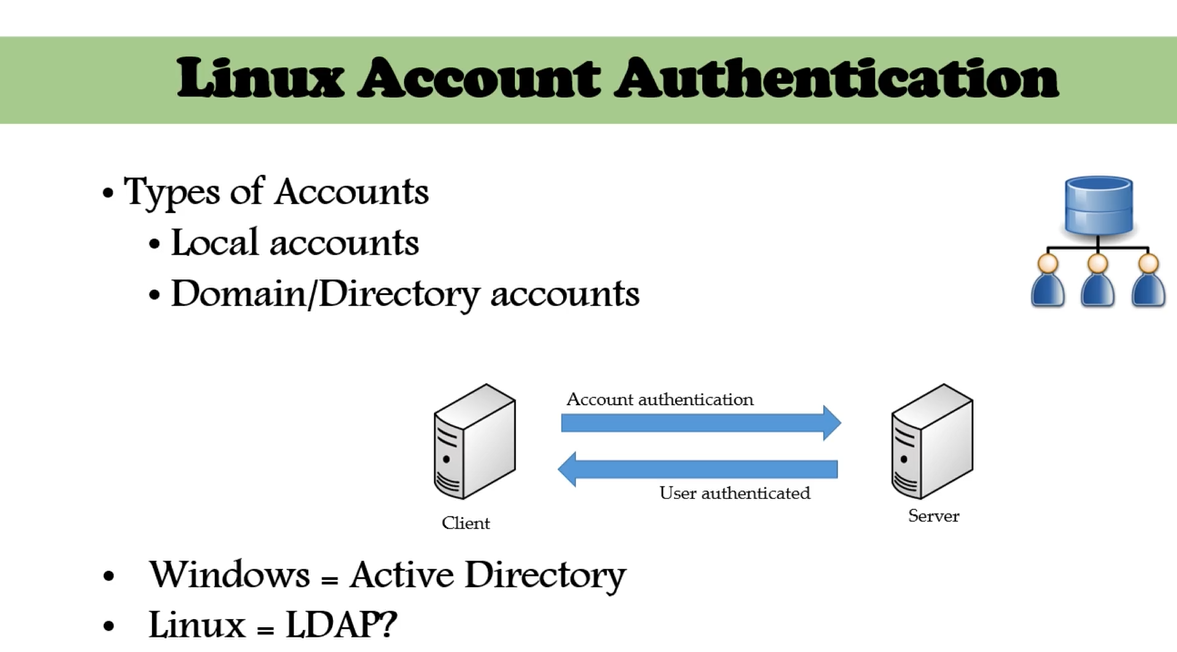 Linux Account Authentication
• Types of Accounts
• Local accounts
• Domain/Directory accounts
Account authentication
User authenticated
Client
Server
• Windows = Active Directory
• Linux = LDAP?